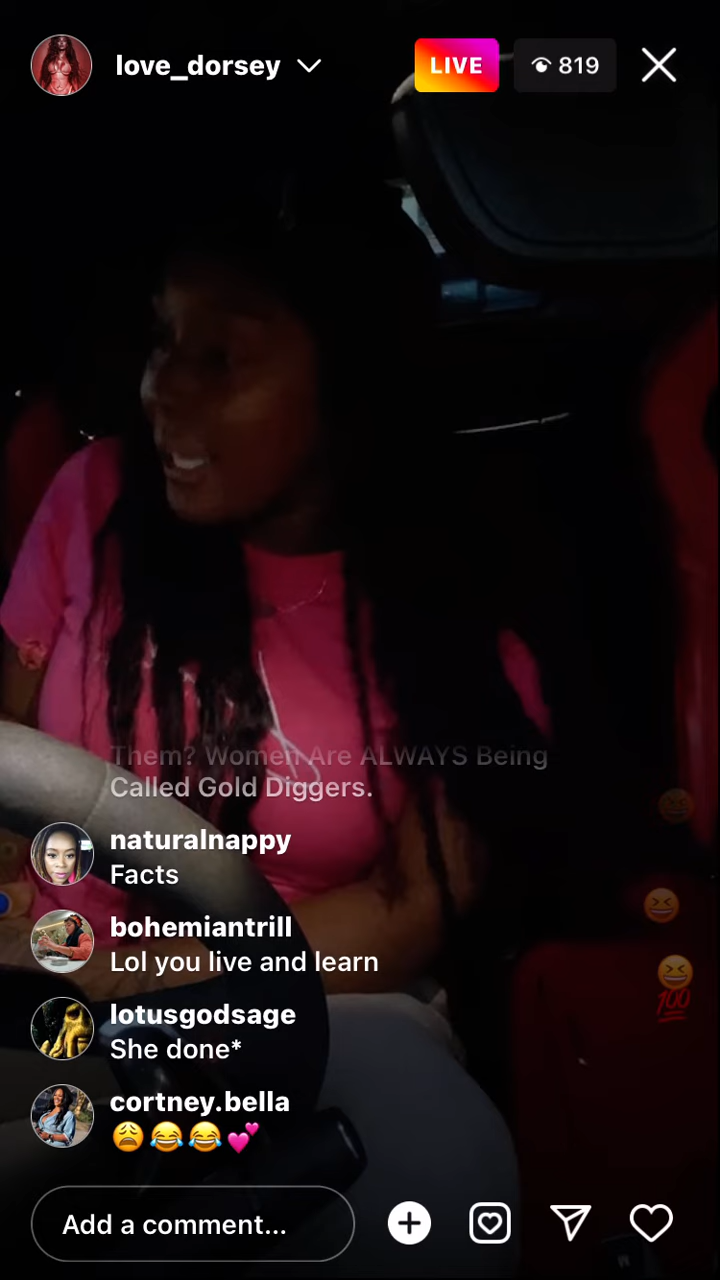 love_dorsey
LIVE
819
Them? Women Are ALWAYS Being
Called Gold Diggers.
naturalnappy
Facts
bohemiantrill
Lol you live and learn
lotusgodsage
She done*
cortney.bella
😩😂😂💕
💯
Add a comment...